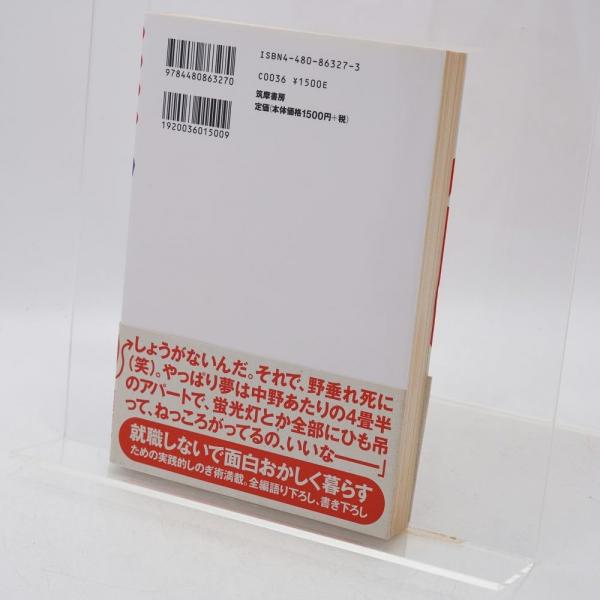 ISBN4-480-86327-3
9784480863270
C0036 ¥1500E
筑摩書房
定価(本体価格1500円+税)
1920036015009
しょうがないんだ。それで、野垂れ死に
(笑)。やっぱり夢は中野あたりの4畳半
のアパートで、蛍光灯とか全部にひも吊
って、ねっころがってるの、いいな———」
就職しないで面白おかしく暮らす
ための実践的しのぎ術満載。全編語り下ろし、書き下ろし